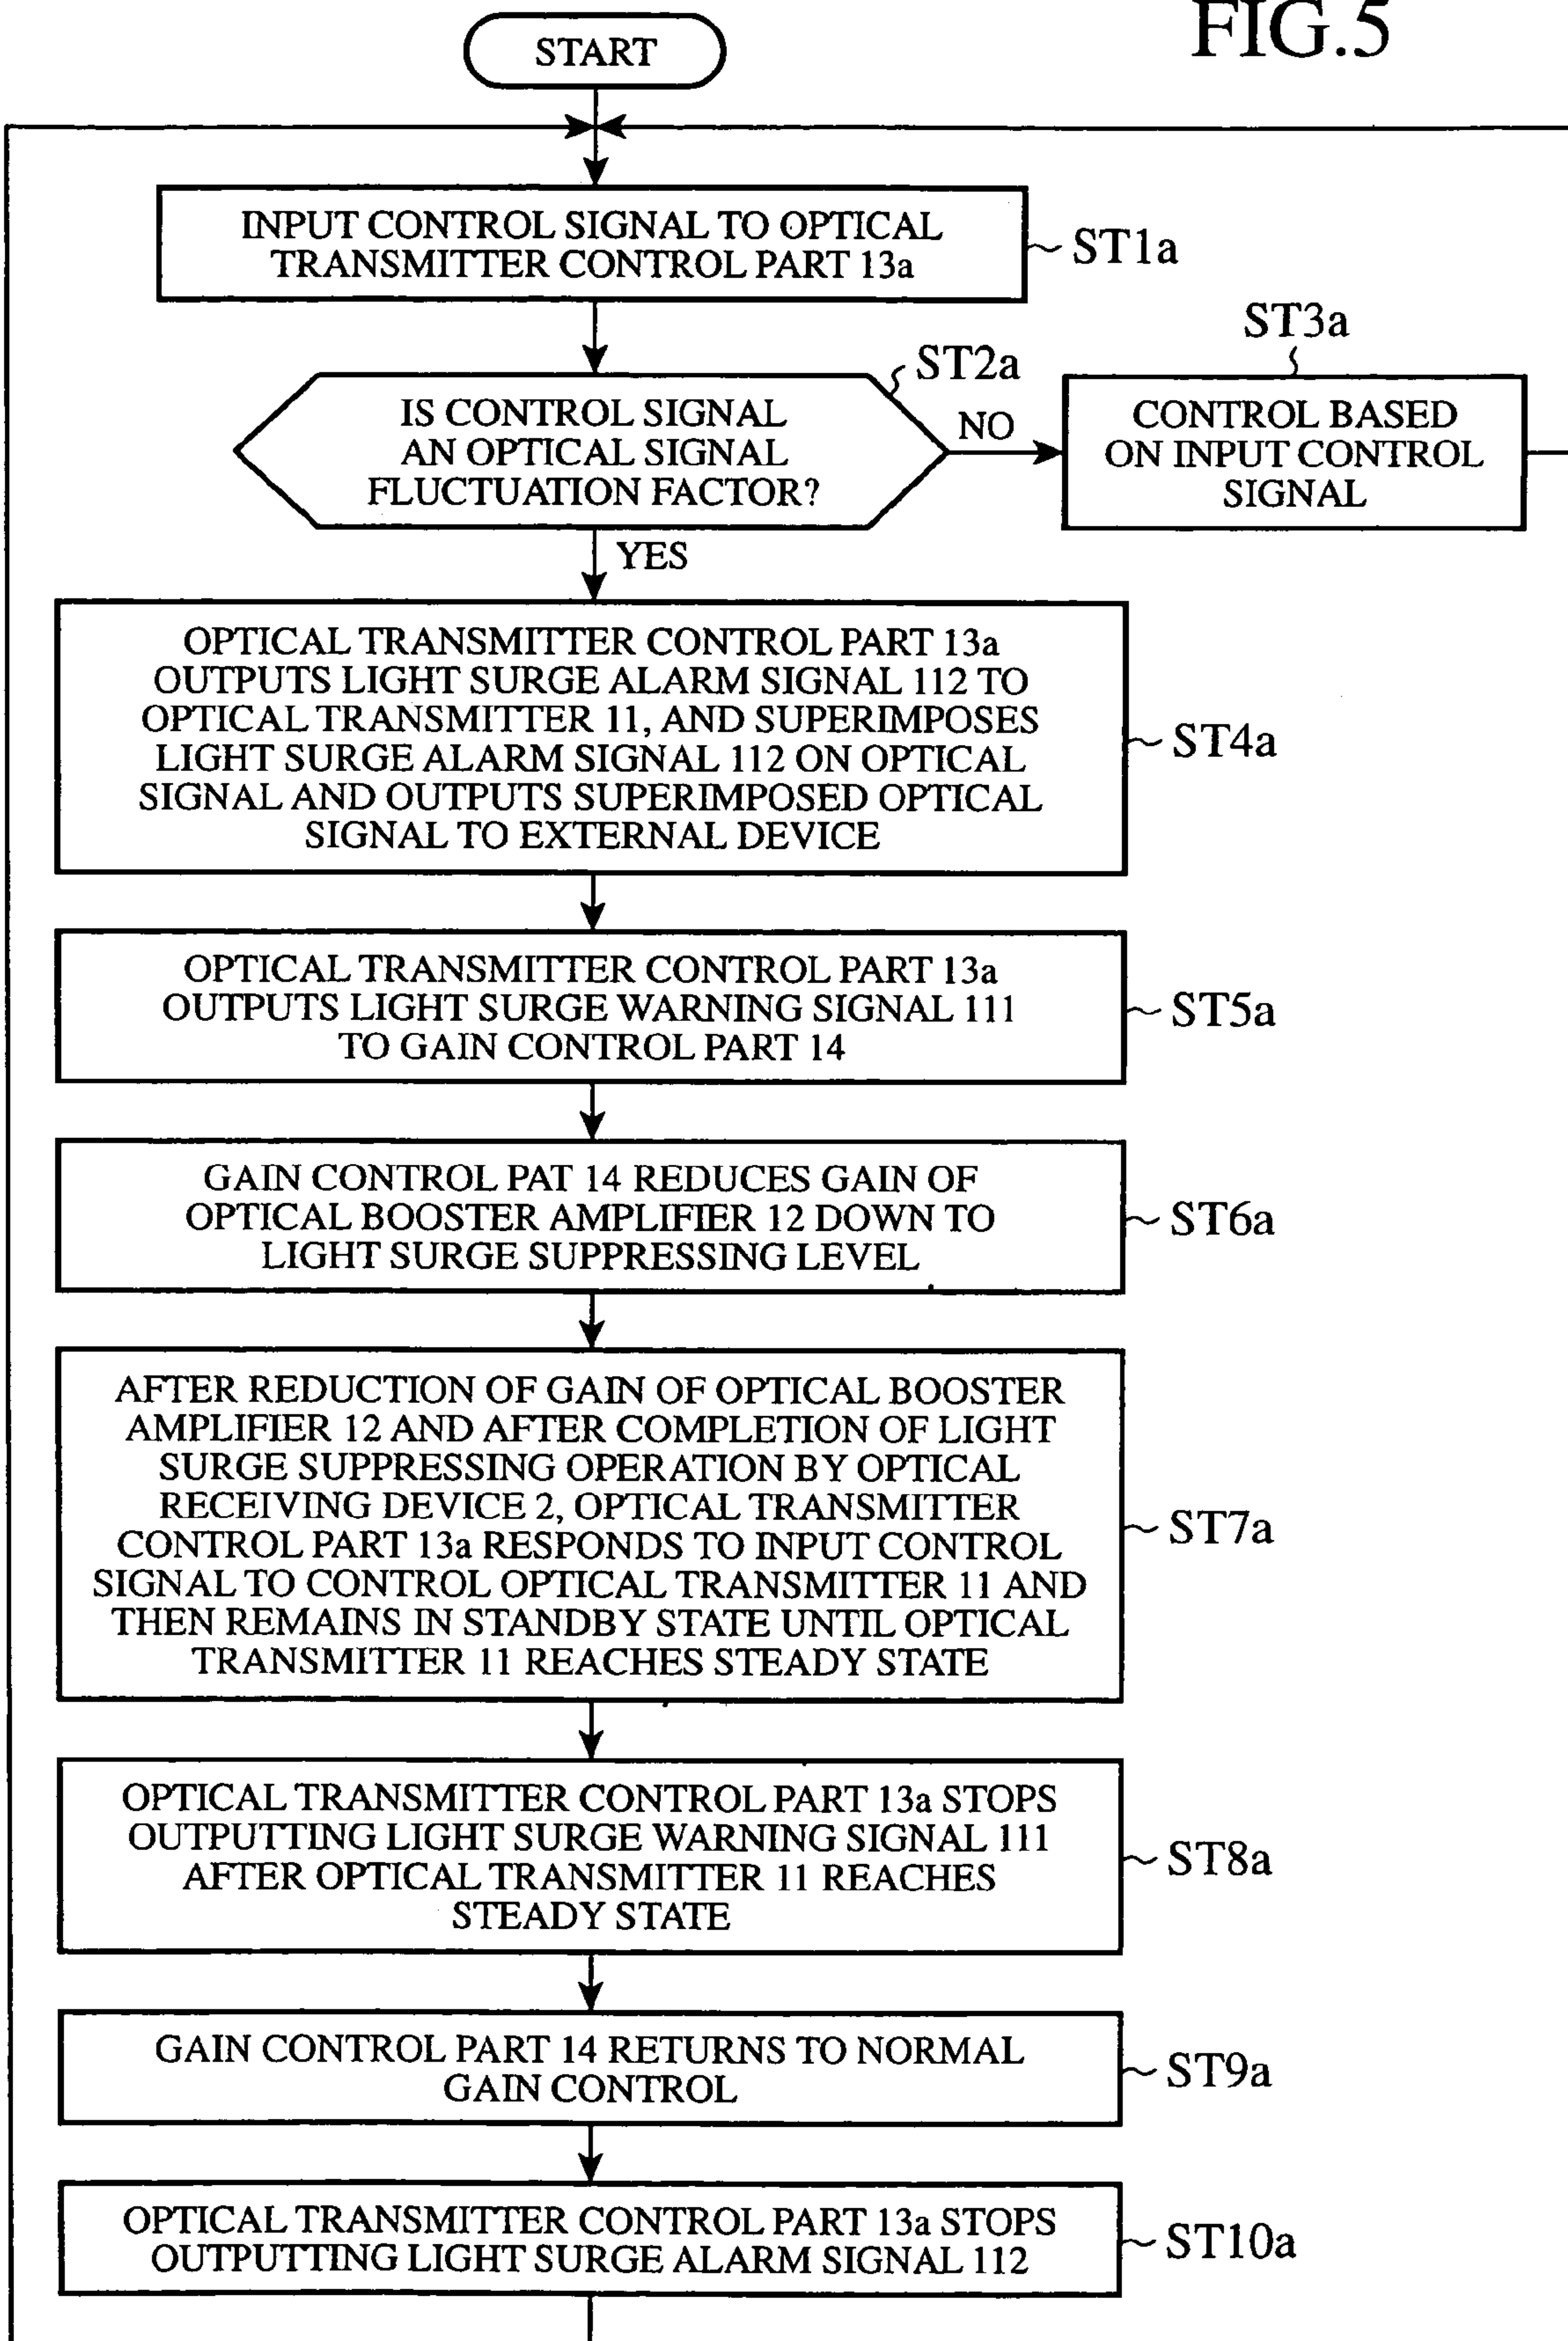 FIG.5
START
INPUT CONTROL SIGNAL TO OPTICAL
TRANSMITTER CONTROL PART 13a
ST1a
IS CONTROL SIGNAL
AN OPTICAL SIGNAL
FLUCTUATION FACTOR?
ST2a
NO
ST3a
CONTROL BASED
ON INPUT CONTROL
SIGNAL
YES
OPTICAL TRANSMITTER CONTROL PART 13a
OUTPUTS LIGHT SURGE ALARM SIGNAL 112 TO
OPTICAL TRANSMITTER 11, AND SUPERIMPOSES
LIGHT SURGE ALARM SIGNAL 112 ON OPTICAL
SIGNAL AND OUTPUTS SUPERIMPOSED OPTICAL
SIGNAL TO EXTERNAL DEVICE
ST4a
OPTICAL TRANSMITTER CONTROL PART 13a
OUTPUTS LIGHT SURGE WARNING SIGNAL 111
TO GAIN CONTROL PART 14
ST5a
GAIN CONTROL PAT 14 REDUCES GAIN OF
OPTICAL BOOSTER AMPLIFIER 12 DOWN TO
LIGHT SURGE SUPPRESSING LEVEL
ST6a
AFTER REDUCTION OF GAIN OF OPTICAL BOOSTER
AMPLIFIER 12 AND AFTER COMPLETION OF LIGHT
SURGE SUPPRESSING OPERATION BY OPTICAL
RECEIVING DEVICE 2, OPTICAL TRANSMITTER
CONTROL PART 13a RESPONDS TO INPUT CONTROL
SIGNAL TO CONTROL OPTICAL TRANSMITTER 11 AND
THEN REMAINS IN STANDBY STATE UNTIL OPTICAL
TRANSMITTER 11 REACHES STEADY STATE
ST7a
OPTICAL TRANSMITTER CONTROL PART 13a STOPS
OUTPUTTING LIGHT SURGE WARNING SIGNAL 111
AFTER OPTICAL TRANSMITTER 11 REACHES
STEADY STATE
ST8a
GAIN CONTROL PART 14 RETURNS TO NORMAL
GAIN CONTROL
ST9a
OPTICAL TRANSMITTER CONTROL PART 13a STOPS
OUTPUTTING LIGHT SURGE ALARM SIGNAL 112
ST10a